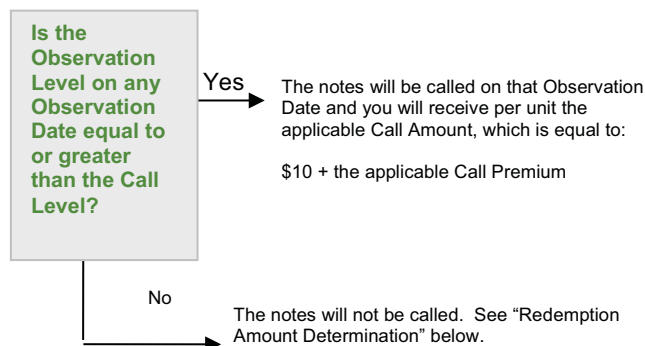 Is the
Observation
Level on any
Observation
Date equal to
or greater
than the Call
Level?
Yes
The notes will be called on that Observation
Date and you will receive per unit the
applicable Call Amount, which is equal to:
$10 + the applicable Call Premium
No
The notes will not be called. See “Redemption
Amount Determination” below.